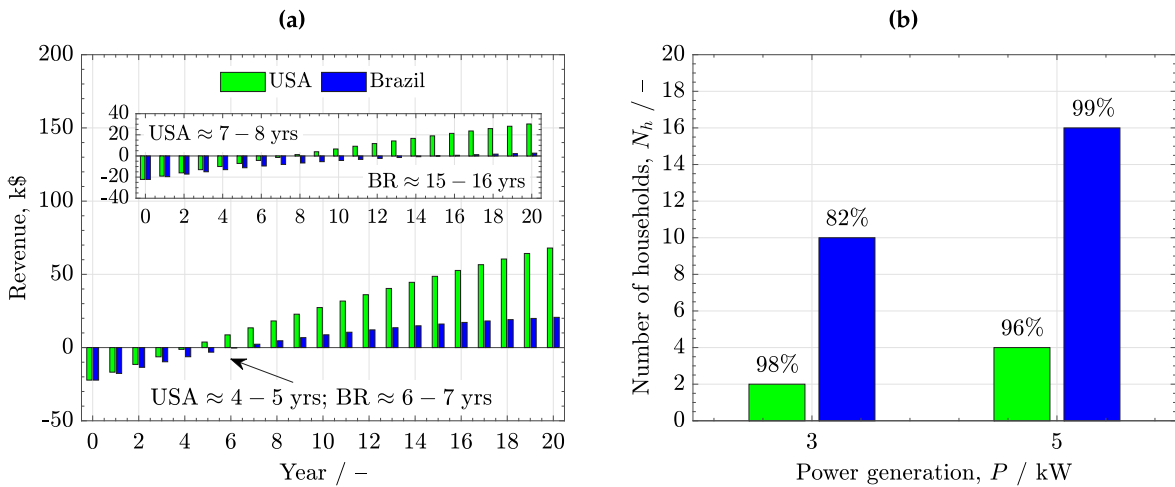 (a)
200
150
100
50
0
-50
Revenue, k$
USA
Brazil
40
20
0
-20
-40
USA ≈ 7 – 8 yrs
BR ≈ 15 – 16 yrs
0 2 4 6 8 10 12 14 16 18 20
USA ≈ 4 – 5 yrs; BR ≈ 6 – 7 yrs
0 2 4 6 8 10 12 14 16 18 20
Year / –
(b)
20
18
16
14
12
10
8
6
4
2
0
Number of households, N_h / –
98%
82%
96%
99%
3 5
Power generation, P / kW